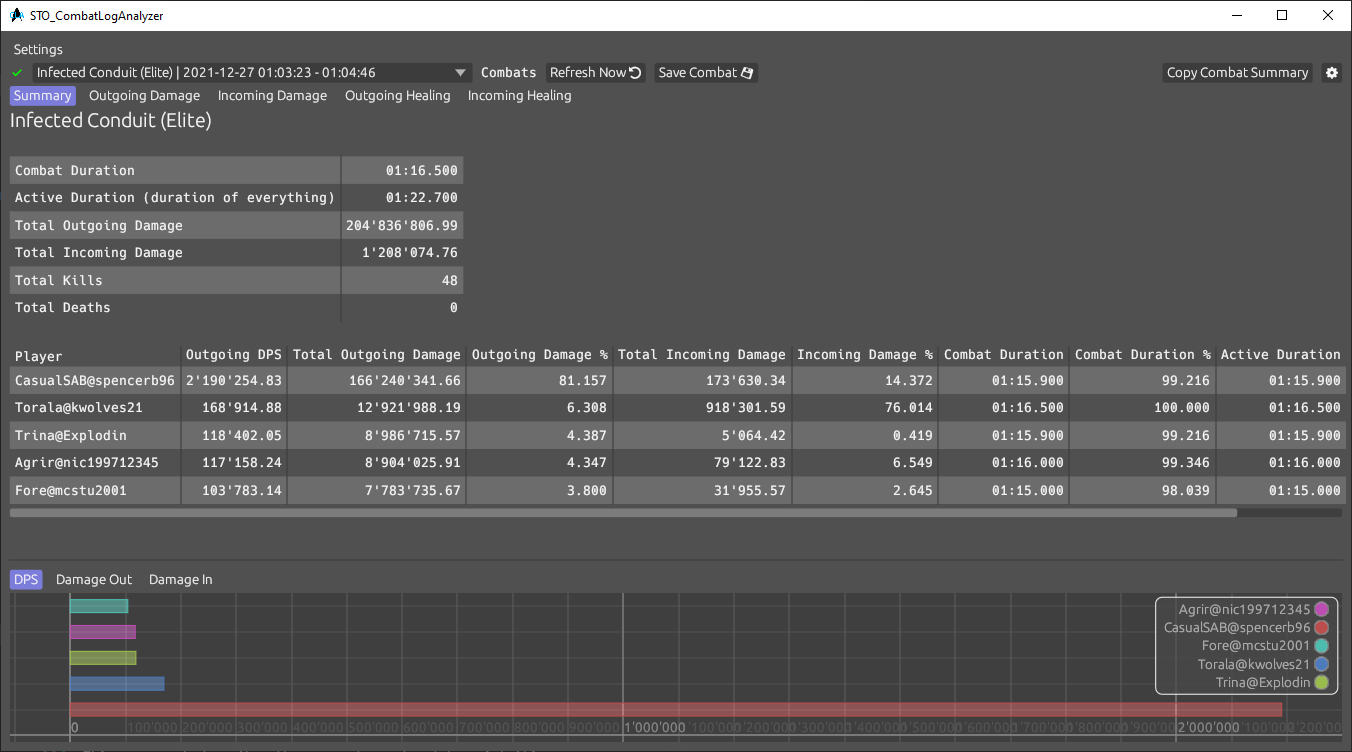 STO_CombatLogAnalyzer
Settings
Infected Conduit (Elite) | 2021-12-27 01:03:23 - 01:04:46 Combats Refresh Now Save Combat Copy Combat Summary
Summary Outgoing Damage Incoming Damage Outgoing Healing Incoming Healing
Infected Conduit (Elite)
Combat Duration 01:16.500
Active Duration (duration of everything) 01:22.700
Total Outgoing Damage 204'836'806.99
Total Incoming Damage 1'208'074.76
Total Kills 48
Total Deaths 0
Player Outgoing DPS Total Outgoing Damage Outgoing Damage % Total Incoming Damage Incoming Damage % Combat Duration Combat Duration % Active Duration
CasualSAB@spencerb96 2'190'254.83 166'240'341.66 81.157 173'630.34 14.372 01:15.900 99.216 01:15.900
Torala@kwolves21 168'914.88 12'921'988.19 6.308 918'301.59 76.014 01:16.500 100.000 01:16.500
Trina@Explodin 118'402.05 8'986'715.57 4.387 5'064.42 0.419 01:15.900 99.216 01:15.900
Agrir@nic199712345 117'158.24 8'904'025.91 4.347 79'122.83 6.549 01:16.000 99.346 01:16.000
Fore@mcstu2001 103'783.14 7'783'735.67 3.800 31'955.57 2.645 01:15.000 98.039 01:15.000
DPS Damage Out Damage In
Agrir@nic199712345
CasualSAB@spencerb96
Fore@mcstu2001
Torala@kwolves21
Trina@Explodin
0 100'000 200'000 300'000 400'000 500'000 600'000 700'000 800'000 900'000 1'000'000 100'000 200'000 300'000 400'000 500'000 600'000 700'000 800'000 900'000 2'000'000 100'000 200'000